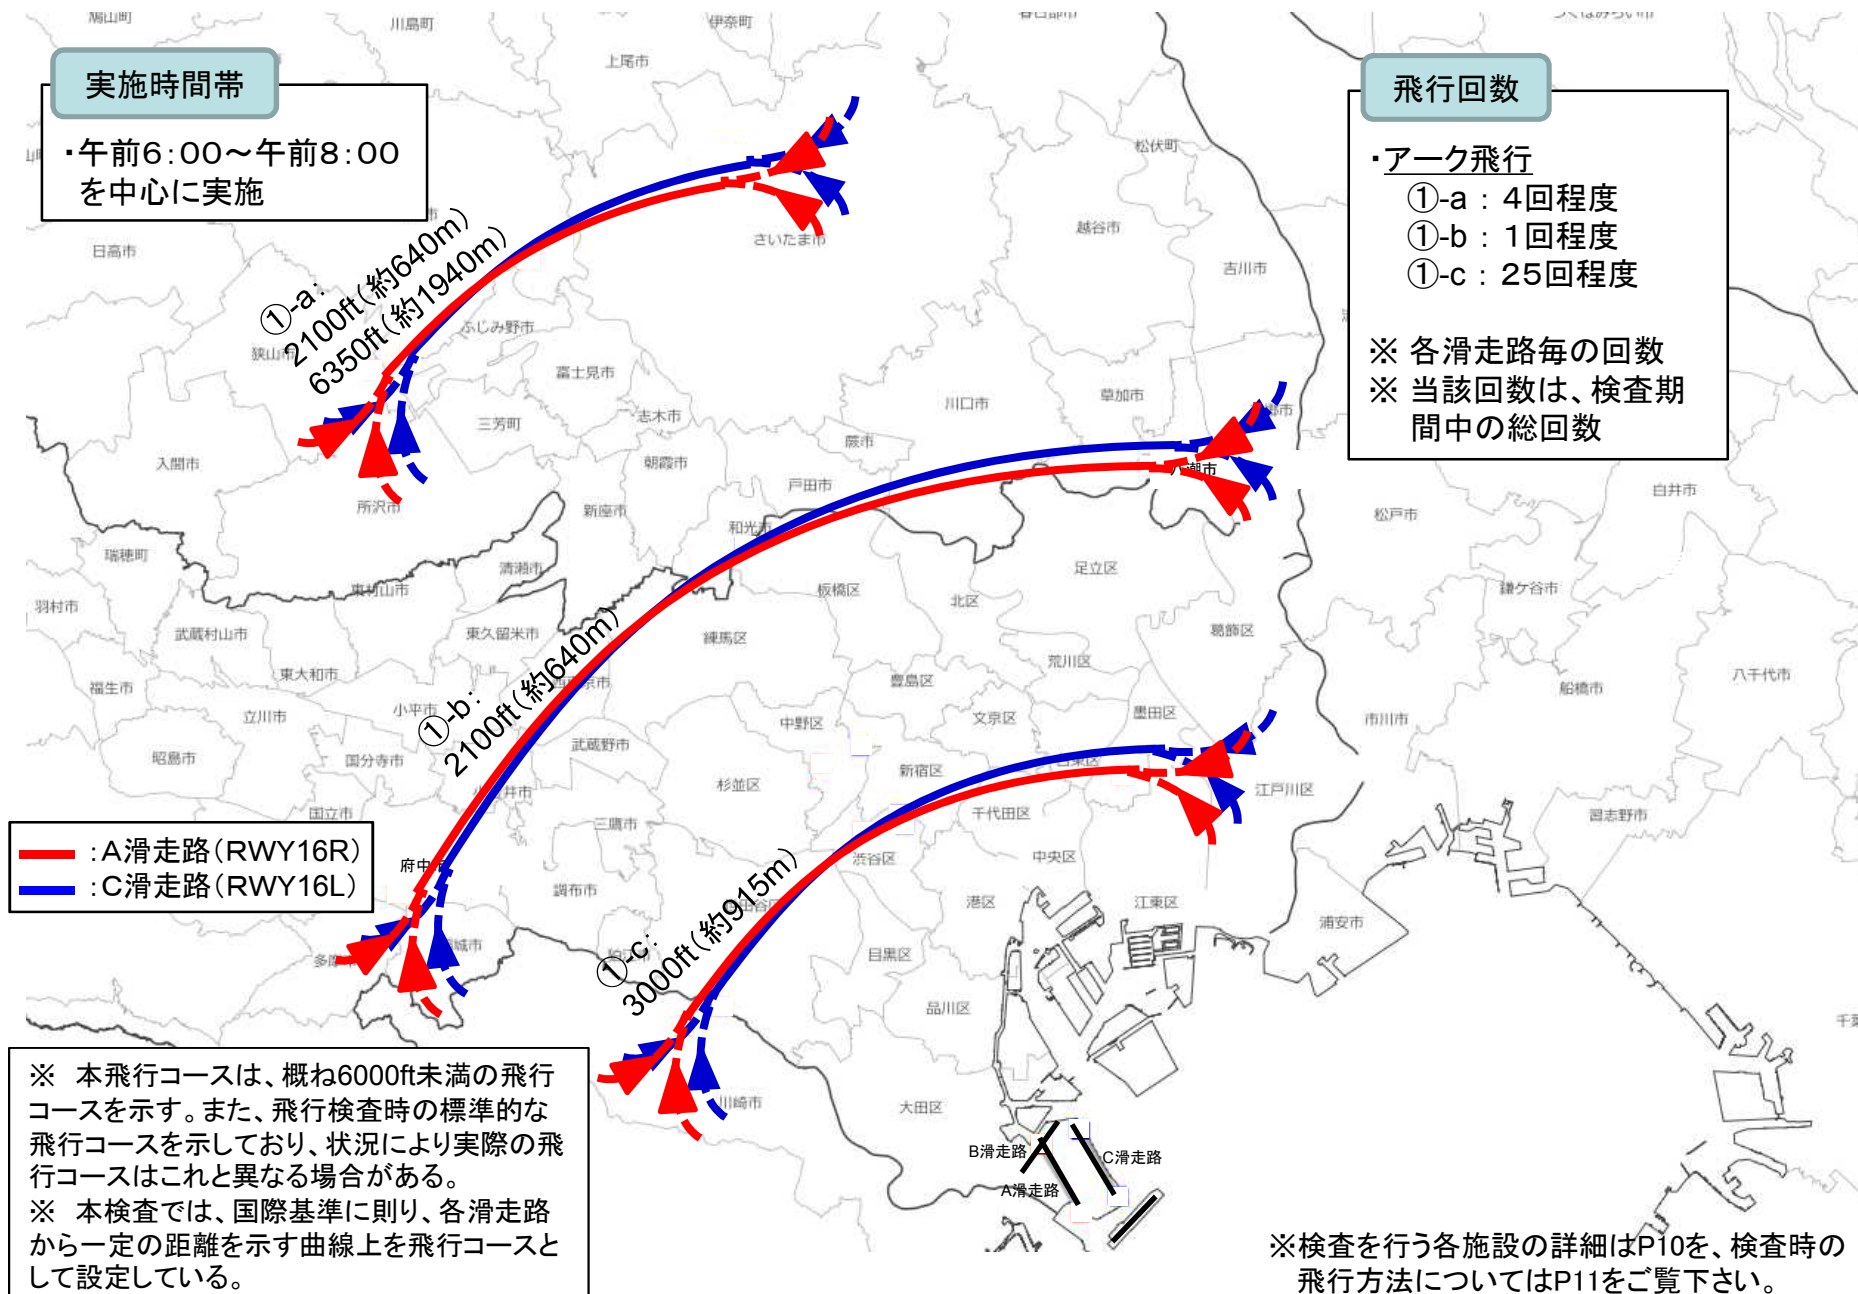 鳩山町
川島町
伊奈町
春日部市
つくばみらい市
上尾市
実施時間帯
・午前6:00～午前8:00
を中心に実施
飛行回数
・アーク飛行
①-a : 4回程度
①-b : 1回程度
①-c : 25回程度
※ 各滑走路毎の回数
※ 当該回数は、検査期
間中の総回数
松伏町
日高市
さいたま市
越谷市
吉川市
①-a:
2100ft(約640m)
6350ft(約1940m)
狭山市
ふじみ野市
富士見市
三芳町
志木市
川口市
草加市
蕨市
入間市
朝霞市
戸田市
八潮市
所沢市
新座市
和光市
松戸市
白井市
瑞穂町
清瀬市
足立区
羽村市
東村山市
板橋区
北区
鎌ケ谷市
武蔵村山市
東久留米市
練馬区
葛飾区
東大和市
荒川区
福生市
豊島区
船橋市
八千代市
①-b:
2100ft(約640m)
立川市
小平市
中野区
文京区
墨田区
市川市
昭島市
国分寺市
武蔵野市
杉並区
新宿区
江戸川区
国立市
三鷹市
千代田区
習志野市
━ :A滑走路(RWY16R)
━ :C滑走路(RWY16L)
府中市
渋谷区
中央区
調布市
港区
江東区
浦安市
目黒区
①-c:
3000ft(約915m)
品川区
川崎市
大田区
B滑走路
C滑走路
A滑走路
※ 本飛行コースは、概ね6000ft未満の飛行
コースを示す。また、飛行検査時の標準的な
飛行コースを示しており、状況により実際の飛
行コースはこれと異なる場合がある。
※ 本検査では、国際基準に則り、各滑走路
から一定の距離を示す曲線上を飛行コースと
して設定している。
※検査を行う各施設の詳細はP10を、検査時の
飛行方法についてはP11をご覧下さい。